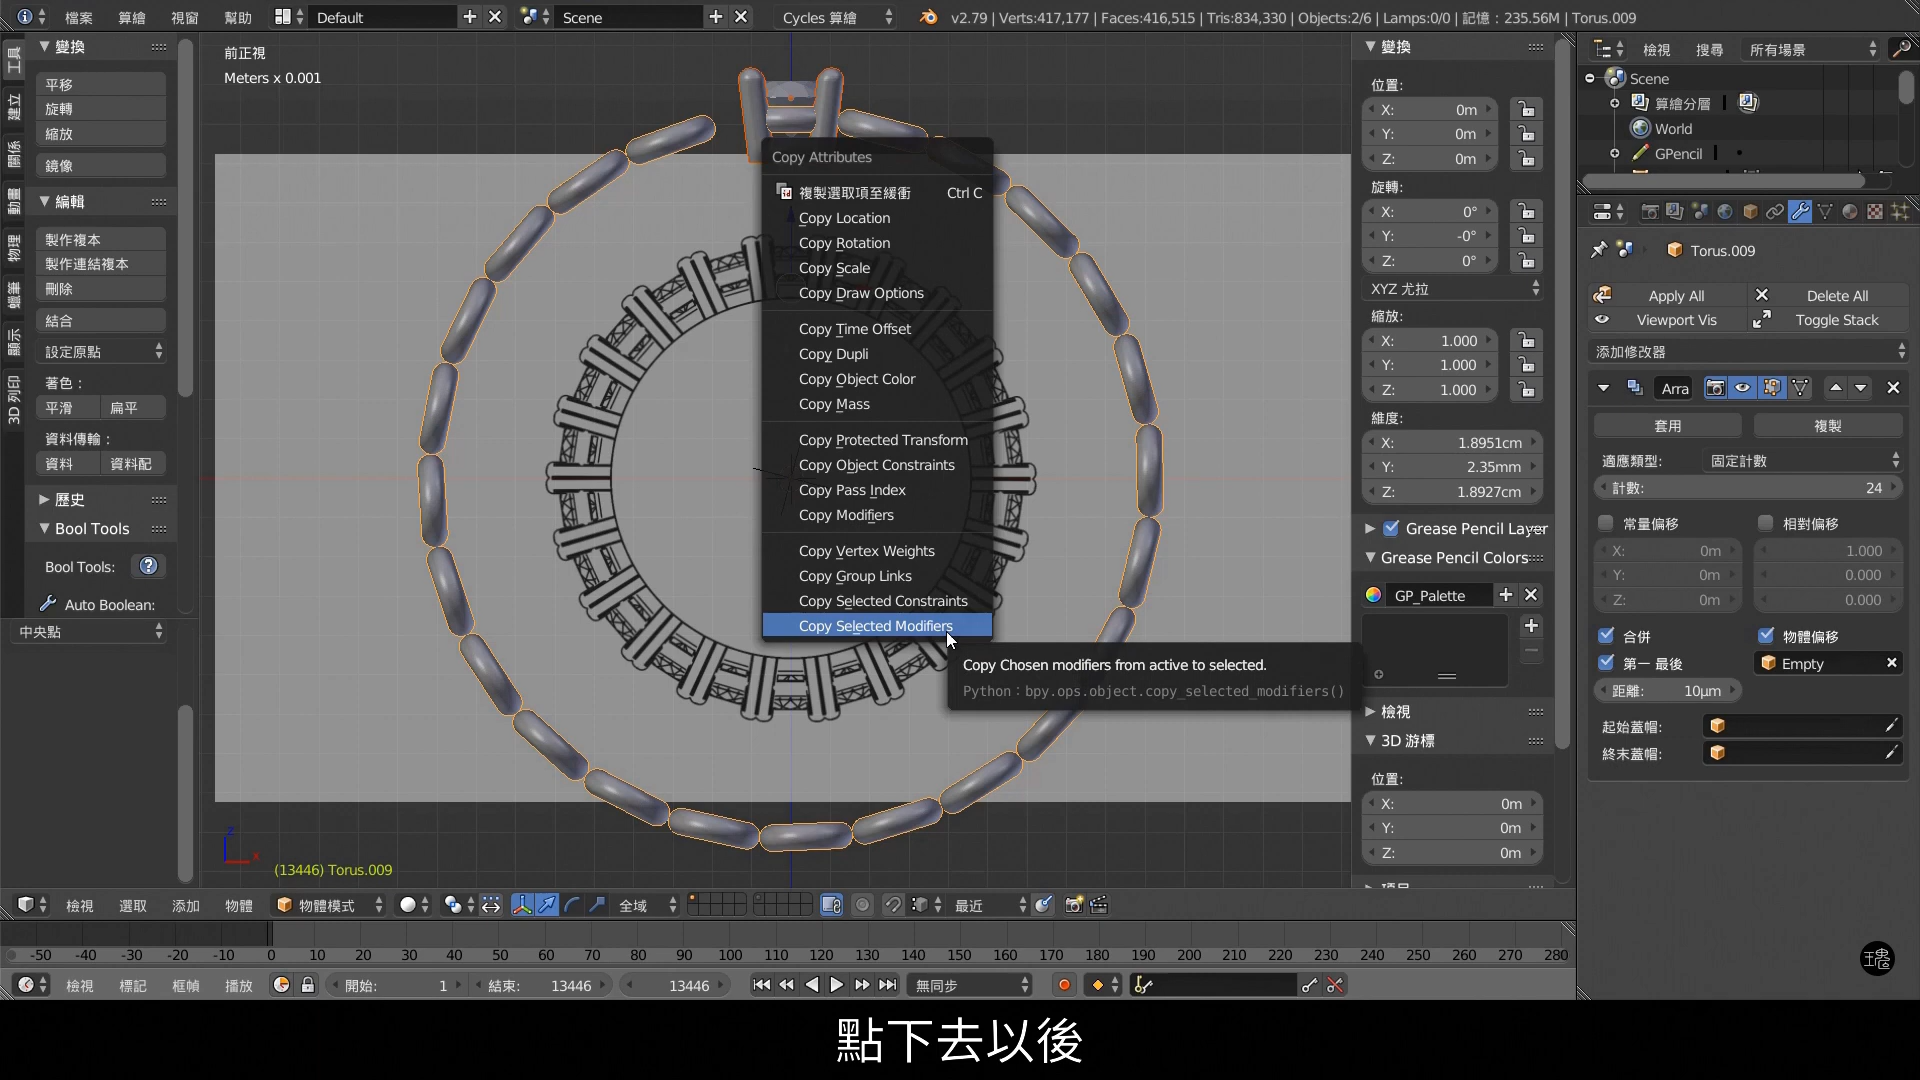 檔案 算繪 視窗 幫助 Default Scene Cycles 算繪 v2.79 | Verts:417,177 | Faces:416,515 | Tris:834,330 | Objects:2/6 | Lamps:0/0 | 記憶：235.56M | Torus.009
工具
建立
關係
動畫
物理
蠟筆
顯示
3D 列印
變換
平移
旋轉
縮放
鏡像
編輯
製作複本
製作連結複本
刪除
結合
設定原點
著色：
平滑 扁平
資料傳輸：
資料 資料配
歷史
Bool Tools
Bool Tools:
Auto Boolean:
中央點
前正視
Meters x 0.001
Copy Attributes
複製選取項至緩衝 Ctrl C
Copy Location
Copy Rotation
Copy Scale
Copy Draw Options
Copy Time Offset
Copy Dupli
Copy Object Color
Copy Mass
Copy Protected Transform
Copy Object Constraints
Copy Pass Index
Copy Modifiers
Copy Vertex Weights
Copy Group Links
Copy Selected Constraints
Copy Selected Modifiers
Copy Chosen modifiers from active to selected.
Python：bpy.ops.object.copy_selected_modifiers()
z
x
(13446) Torus.009
變換
位置:
X: 0m
Y: 0m
Z: 0m
旋轉:
X: 0°
Y: -0°
Z: 0°
XYZ 尤拉
縮放:
X: 1.000
Y: 1.000
Z: 1.000
維度:
X: 1.8951cm
Y: 2.35mm
Z: 1.8927cm
Grease Pencil Layer
Grease Pencil Colors
GP_Palette
檢視
3D 游標
位置:
X: 0m
Y: 0m
Z: 0m
檢視 搜尋 所有場景
Scene
算繪分層
World
GPencil
Torus.009
Apply All Delete All
Viewport Vis Toggle Stack
添加修改器
Arra
套用 複製
適應類型: 固定計數
計數: 24
常量偏移 相對偏移
X: 0m 1.000
Y: 0m 0.000
Z: 0m 0.000
合併 物體偏移
第一 最後 Empty
距離: 10µm
起始蓋帽:
終末蓋帽:
檢視 選取 添加 物體 物體模式 全域 最近
-50 -40 -30 -20 -10 0 10 20 30 40 50 60 70 80 90 100 110 120 130 140 150 160 170 180 190 200 210 220 230 240 250 260 270 280
檢視 標記 框幀 播放 開始: 1 結束: 13446 13446 無同步
點下去以後